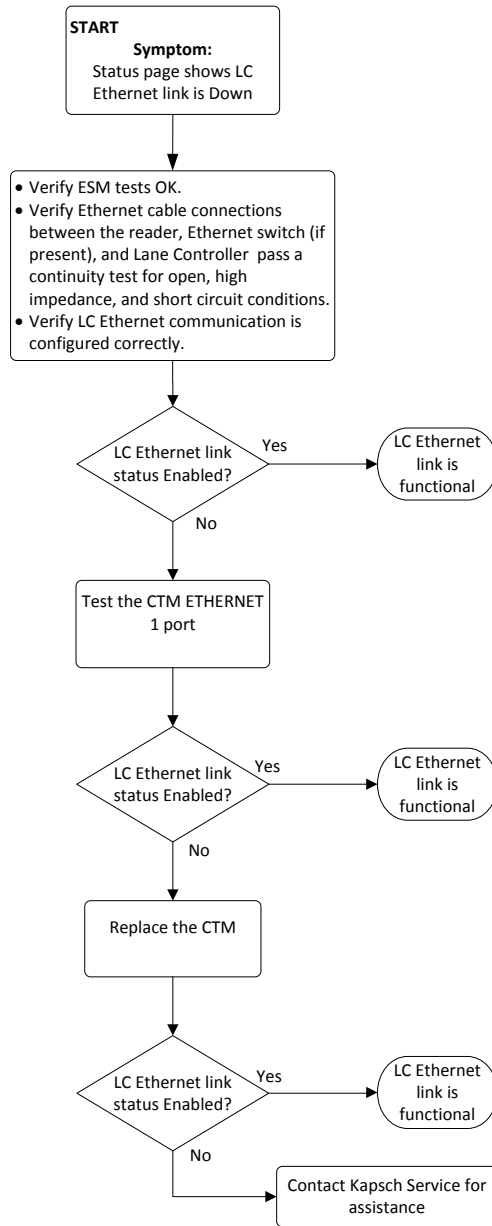 START
Symptom:
Status page shows LC
Ethernet link is Down
• Verify ESM tests OK.
• Verify Ethernet cable connections
between the reader, Ethernet switch (if
present), and Lane Controller pass a
continuity test for open, high
impedance, and short circuit conditions.
• Verify LC Ethernet communication is
configured correctly.
LC Ethernet link
status Enabled?
Yes
LC Ethernet
link is
functional
No
Test the CTM ETHERNET
1 port
LC Ethernet link
status Enabled?
Yes
LC Ethernet
link is
functional
No
Replace the CTM
LC Ethernet link
status Enabled?
Yes
LC Ethernet
link is
functional
No
Contact Kapsch Service for
assistance